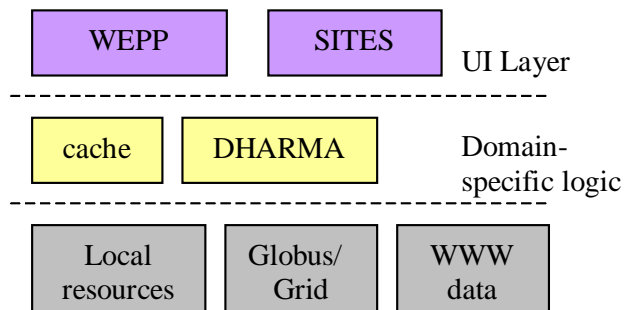 WEPP
SITES
UI Layer
cache
DHARMA
Domain-
specific logic
Local
resources
Globus/
Grid
WWW
data